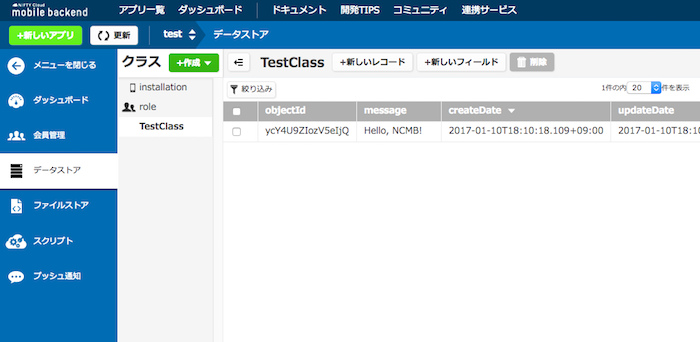 NIFTY Cloud
mobile backend
アプリ一覧 ダッシュボード ドキュメント 開発TIPS コミュニティ 連携サービス
+新しいアプリ 更新 test データストア
メニューを閉じる
ダッシュボード
会員管理
データストア
ファイルストア
スクリプト
プッシュ通知
クラス +作成
installation
role
TestClass
TestClass +新しいレコード +新しいフィールド 削除
絞り込み 1件の内 20 件を表示
objectId message createDate updateDate
ycY4U9ZIozV5eIjQ Hello, NCMB! 2017-01-10T18:10:18.109+09:00 2017-01-10T18:10